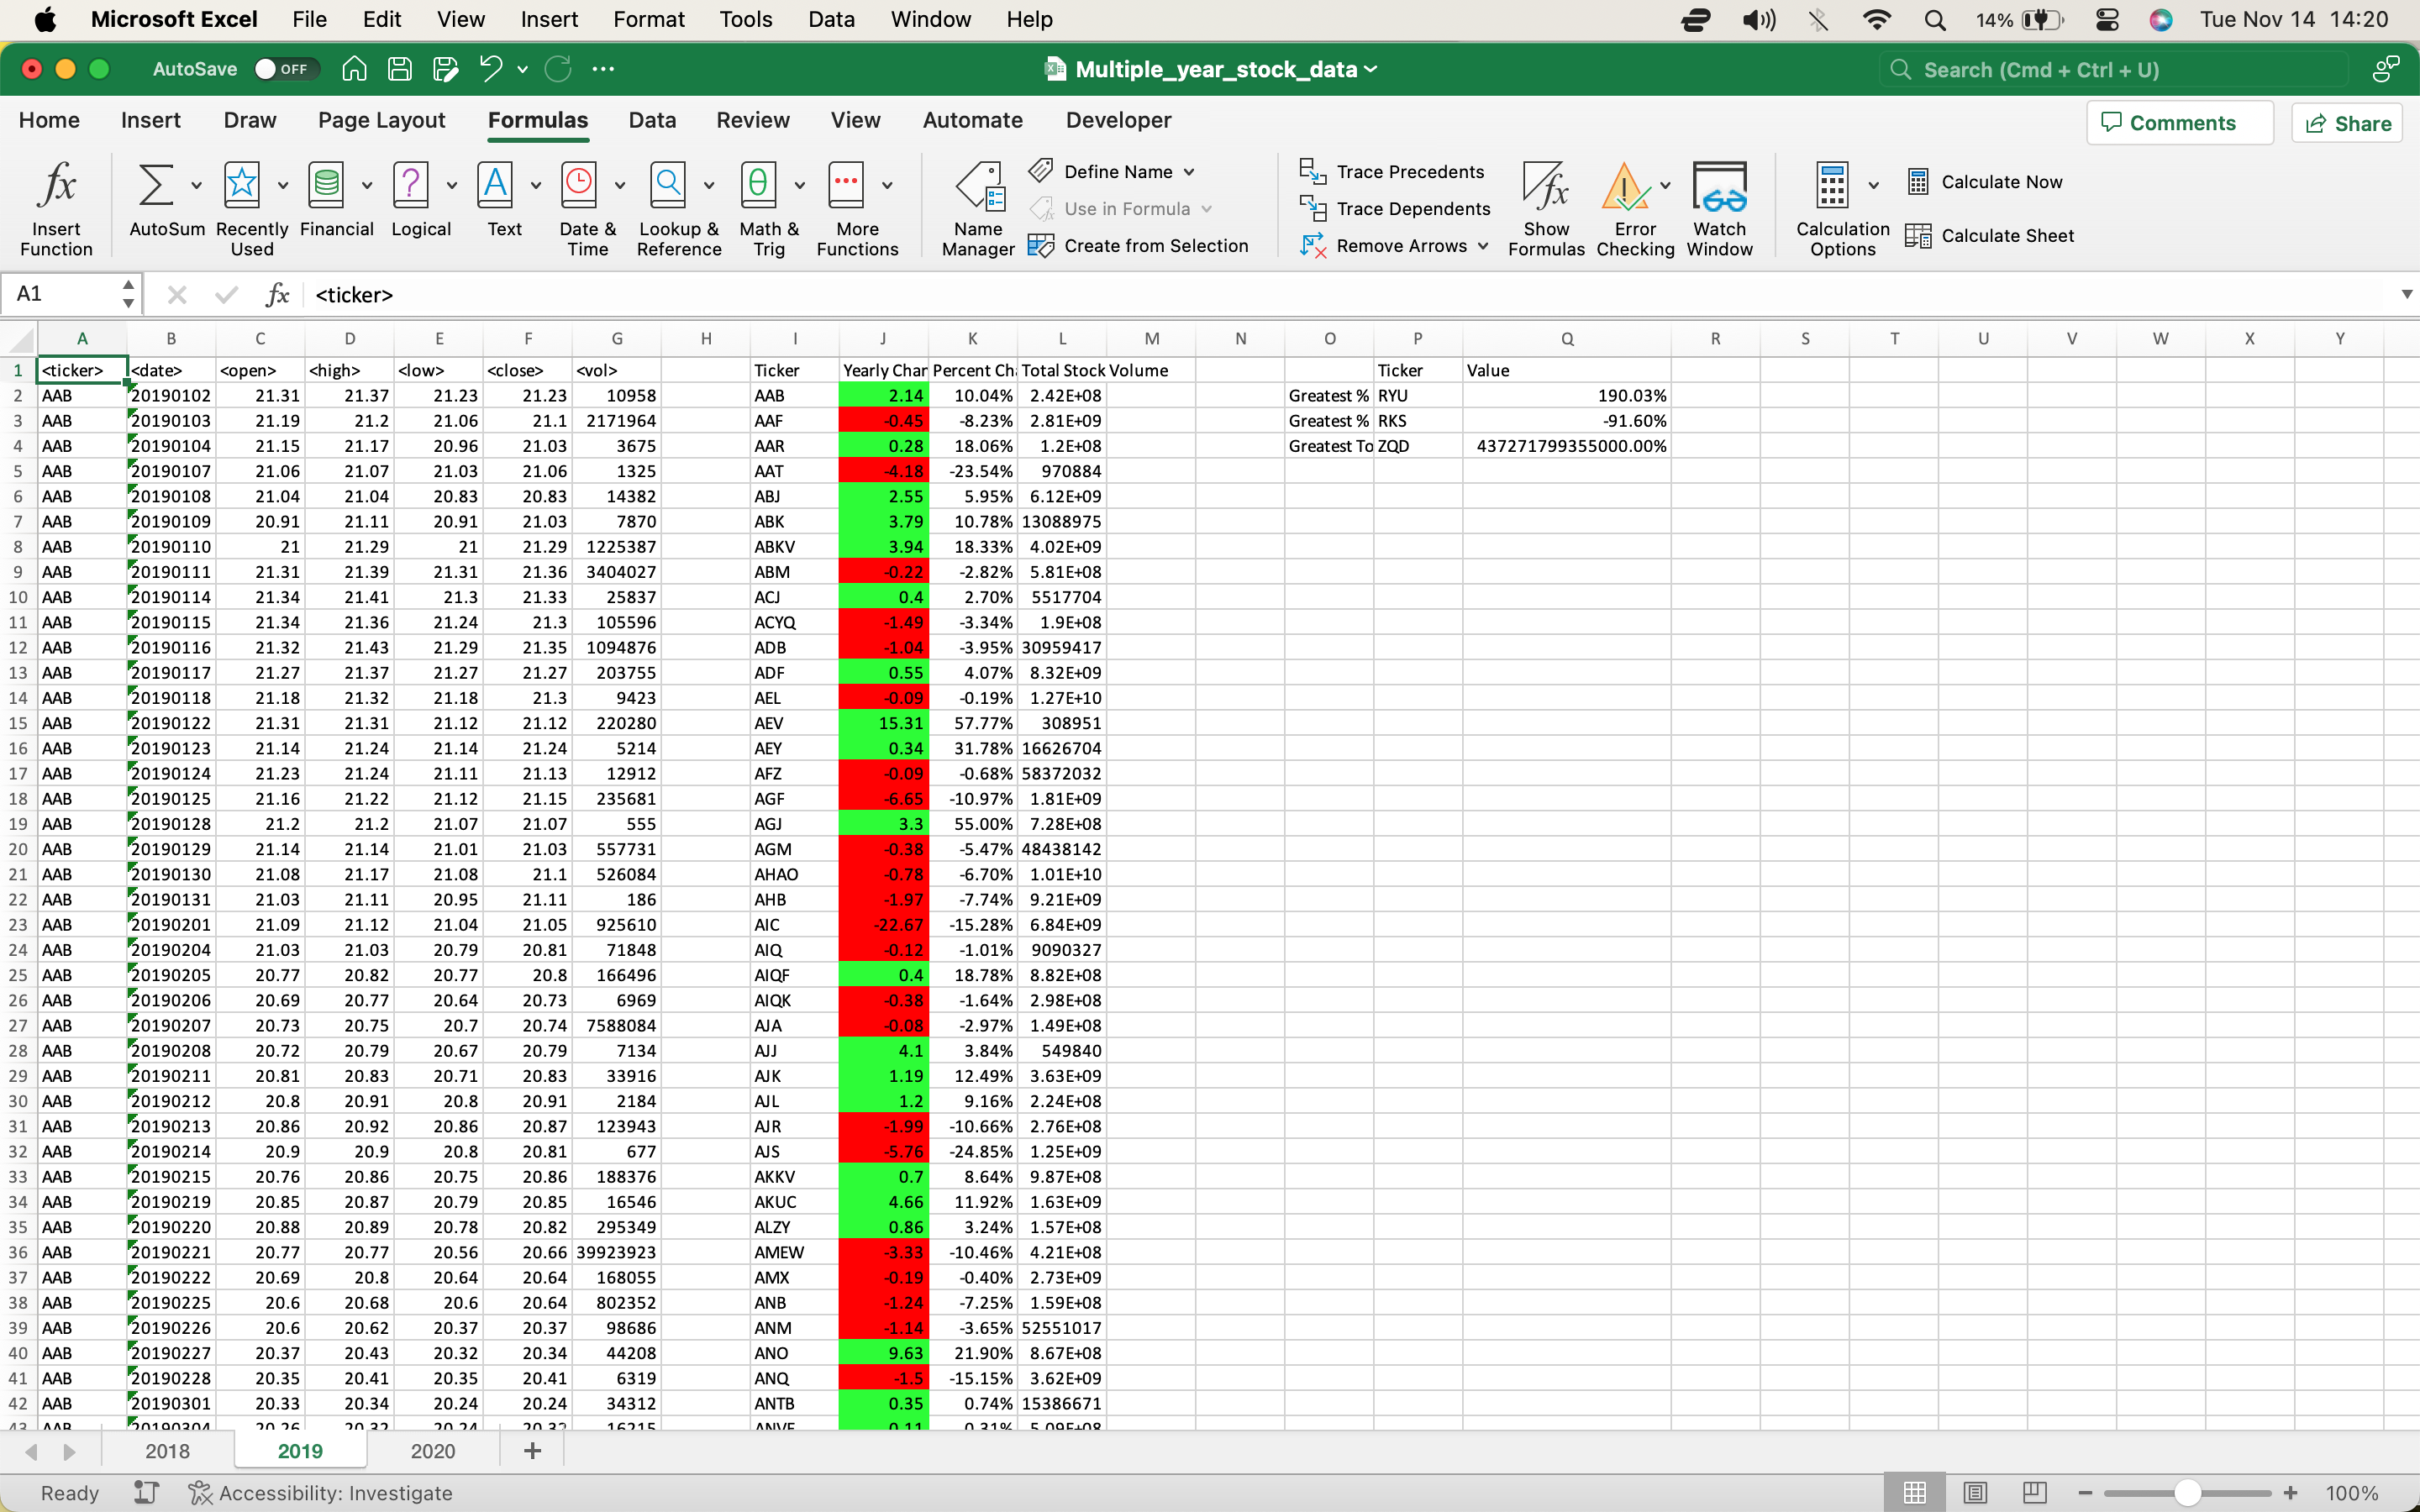 Microsoft Excel File Edit View Insert Format Tools Data Window Help 14% Tue Nov 14 14:20
AutoSave OFF Multiple_year_stock_data Search (Cmd + Ctrl + U)
Home Insert Draw Page Layout Formulas Data Review View Automate Developer Comments Share
Insert Function AutoSum Recently Used Financial Logical Text Date & Time Lookup & Reference Math & Trig More Functions Name Manager Define Name Use in Formula Create from Selection Trace Precedents Trace Dependents Remove Arrows Show Formulas Error Checking Watch Window Calculation Options Calculate Now Calculate Sheet
A1 fx <ticker>
A B C D E F G H I J K L M N O P Q R S T U V W X Y
1 <ticker> <date> <open> <high> <low> <close> <vol> Ticker Yearly Char Percent Ch Total Stock Volume Ticker Value
2 AAB 20190102 21.31 21.37 21.23 21.23 10958 AAB 2.14 10.04% 2.42E+08 Greatest % RYU 190.03%
3 AAB 20190103 21.19 21.2 21.06 21.1 2171964 AAF -0.45 -8.23% 2.81E+09 Greatest % RKS -91.60%
4 AAB 20190104 21.15 21.17 20.96 21.03 3675 AAR 0.28 18.06% 1.2E+08 Greatest To ZQD 437271799355000.00%
5 AAB 20190107 21.06 21.07 21.03 21.06 1325 AAT -4.18 -23.54% 970884
6 AAB 20190108 21.04 21.04 20.83 20.83 14382 ABJ 2.55 5.95% 6.12E+09
7 AAB 20190109 20.91 21.11 20.91 21.03 7870 ABK 3.79 10.78% 13088975
8 AAB 20190110 21 21.29 21 21.29 1225387 ABKV 3.94 18.33% 4.02E+09
9 AAB 20190111 21.31 21.39 21.31 21.36 3404027 ABM -0.22 -2.82% 5.81E+08
10 AAB 20190114 21.34 21.41 21.3 21.33 25837 ACJ 0.4 2.70% 5517704
11 AAB 20190115 21.34 21.36 21.24 21.3 105596 ACYQ -1.49 -3.34% 1.9E+08
12 AAB 20190116 21.32 21.43 21.29 21.35 1094876 ADB -1.04 -3.95% 30959417
13 AAB 20190117 21.27 21.37 21.27 21.27 203755 ADF 0.55 4.07% 8.32E+09
14 AAB 20190118 21.18 21.32 21.18 21.3 9423 AEL -0.09 -0.19% 1.27E+10
15 AAB 20190122 21.31 21.31 21.12 21.12 220280 AEV 15.31 57.77% 308951
16 AAB 20190123 21.14 21.24 21.14 21.24 5214 AEY 0.34 31.78% 16626704
17 AAB 20190124 21.23 21.24 21.11 21.13 12912 AFZ -0.09 -0.68% 58372032
18 AAB 20190125 21.16 21.22 21.12 21.15 235681 AGF -6.65 -10.97% 1.81E+09
19 AAB 20190128 21.2 21.2 21.07 21.07 555 AGJ 3.3 55.00% 7.28E+08
20 AAB 20190129 21.14 21.14 21.01 21.03 557731 AGM -0.38 -5.47% 48438142
21 AAB 20190130 21.08 21.17 21.08 21.1 526084 AHAO -0.78 -6.70% 1.01E+10
22 AAB 20190131 21.03 21.11 20.95 21.11 186 AHB -1.97 -7.74% 9.21E+09
23 AAB 20190201 21.09 21.12 21.04 21.05 925610 AIC -22.67 -15.28% 6.84E+09
24 AAB 20190204 21.03 21.03 20.79 20.81 71848 AIQ -0.12 -1.01% 9090327
25 AAB 20190205 20.77 20.82 20.77 20.8 166496 AIQF 0.4 18.78% 8.82E+08
26 AAB 20190206 20.69 20.77 20.64 20.73 6969 AIQK -0.38 -1.64% 2.98E+08
27 AAB 20190207 20.73 20.75 20.7 20.74 7588084 AJA -0.08 -2.97% 1.49E+08
28 AAB 20190208 20.72 20.79 20.67 20.79 7134 AJJ 4.1 3.84% 549840
29 AAB 20190211 20.81 20.83 20.71 20.83 33916 AJK 1.19 12.49% 3.63E+09
30 AAB 20190212 20.8 20.91 20.8 20.91 2184 AJL 1.2 9.16% 2.24E+08
31 AAB 20190213 20.86 20.92 20.86 20.87 123943 AJR -1.99 -10.66% 2.76E+08
32 AAB 20190214 20.9 20.9 20.8 20.81 677 AJS -5.76 -24.85% 1.25E+09
33 AAB 20190215 20.76 20.86 20.75 20.86 188376 AKKV 0.7 8.64% 9.87E+08
34 AAB 20190219 20.85 20.87 20.79 20.85 16546 AKUC 4.66 11.92% 1.63E+09
35 AAB 20190220 20.88 20.89 20.78 20.82 295349 ALZY 0.86 3.24% 1.57E+08
36 AAB 20190221 20.77 20.77 20.56 20.66 39923923 AMEW -3.33 -10.46% 4.21E+08
37 AAB 20190222 20.69 20.8 20.64 20.64 168055 AMX -0.19 -0.40% 2.73E+09
38 AAB 20190225 20.6 20.68 20.6 20.64 802352 ANB -1.24 -7.25% 1.59E+08
39 AAB 20190226 20.6 20.62 20.37 20.37 98686 ANM -1.14 -3.65% 52551017
40 AAB 20190227 20.37 20.43 20.32 20.34 44208 ANO 9.63 21.90% 8.67E+08
41 AAB 20190228 20.35 20.41 20.35 20.41 6319 ANQ -1.5 -15.15% 3.62E+09
42 AAB 20190301 20.33 20.34 20.24 20.24 34312 ANTB 0.35 0.74% 15386671
43 AAB 20190304 20.26 20.32 20.24 20.32 16215 0.11 0.31% 5.09E+08
2018 2019 2020 +
Ready Accessibility: Investigate 100%